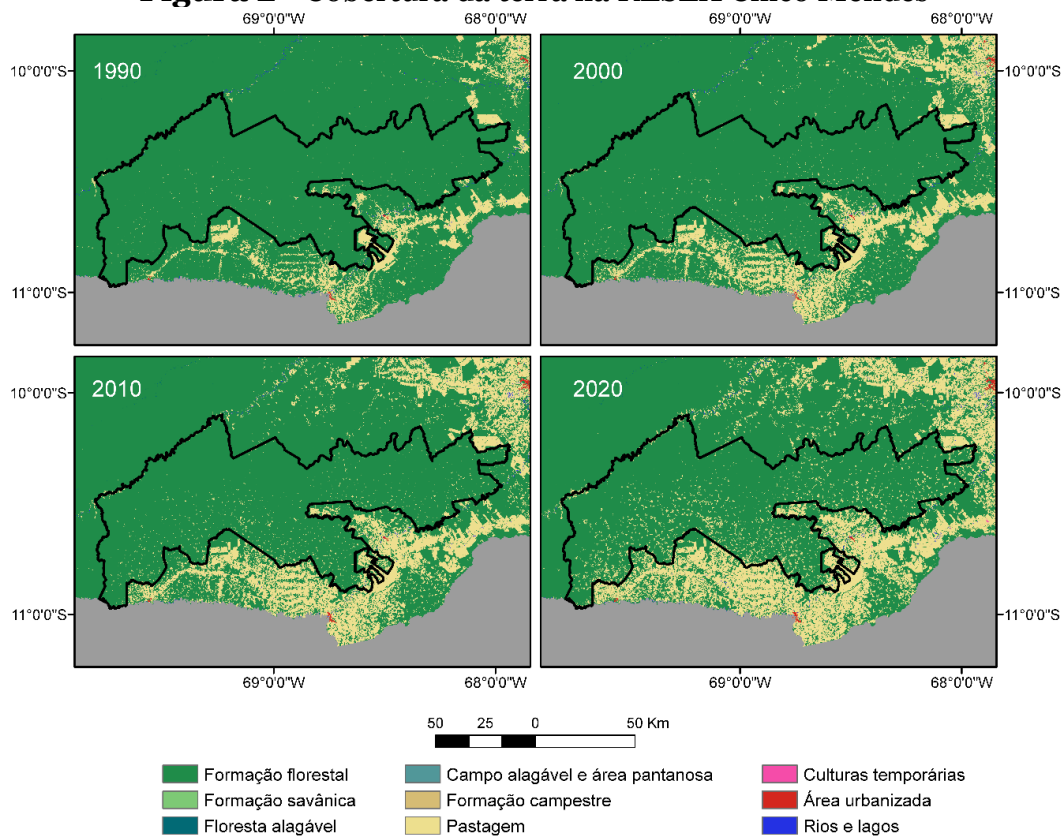 68°0'0"W
69°0'0"W
68°0'0"W
10°0'0"S
1990
2000
10°0'0"S
11°0'0"S
11°0'0"S
2010
2020
10°0'0"S
10°0'0"S
11°0'0"S
11°0'0"S
69°0'0"W
68°0'0"W
69°0'0"W
68°0'0"W
50 25 0 50 Km
Formação florestal
Campo alagável e área pantanosa
Culturas temporárias
Formação savânica
Formação campestre
Área urbanizada
Floresta alagável
Pastagem
Rios e lagos